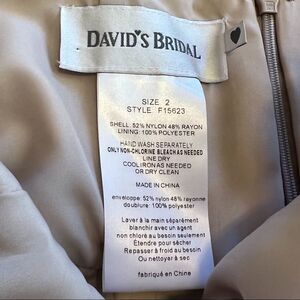 DAVID'S BRIDAL
SIZE 2
STYLE F15623
SHELL: 52% NYLON 48% RAYON
LINING: 100% POLYESTER
HAND WASH SEPARATELY
ONLY NON-CHLORINE BLEACH AS NEEDED
LINE DRY
COOL IRON AS NEEDED
OR DRY CLEAN
MADE IN CHINA
enveloppe: 52% nylon 48% rayonne
doublure: 100% polyester
Laver à la main séparément
blanchir avec un agent
non chloré au besoin seulement
Étendre pour sécher
Repasser à froid au besoin
Ou nettoyer à sec
fabriqué en Chine